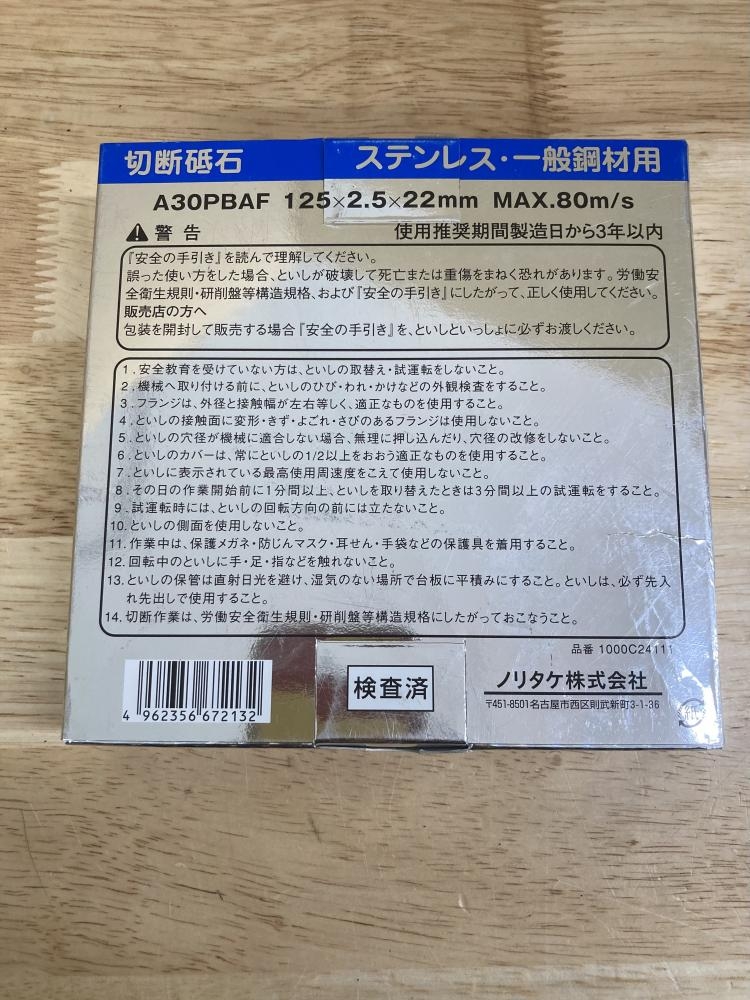 切断砥石 ステンレス・一般鋼材用
A30PBAF 125×2.5×22mm MAX.80m/s
警告 使用推奨期間製造日から3年以内
『安全の手引き』を読んで理解してください。
誤った使い方をした場合、といしが破壊して死亡または重傷をまねく恐れがあります。労働安
全衛生規則・研削盤等構造規格、および『安全の手引き』にしたがって、正しく使用してください。
販売店の方へ
包装を開封して販売する場合『安全の手引き』を、といしといっしょに必ずお渡しください。
1.安全教育を受けていない方は、といしの取替え・試運転をしないこと。
2.機械へ取り付ける前に、といしのひび・われ・かけなどの外観検査をすること。
3.フランジは、外径と接触幅が左右等しく、適正なものを使用すること。
4.といしの接触面に変形・きず・よごれ・さびのあるフランジは使用しないこと。
5.といしの穴径が機械に適合しない場合、無理に押し込んだり、穴径の改修をしないこと。
6.といしのカバーは、常にといしの1/2以上をおおう適正なものを使用すること。
7.といしに表示されている最高使用周速度をこえて使用しないこと。
8.その日の作業開始前に1分間以上、といしを取り替えたときは3分間以上の試運転をすること。
9.試運転時には、といしの回転方向の前には立たないこと。
10.といしの側面を使用しないこと。
11.作業中は、保護メガネ・防じんマスク・耳せん・手袋などの保護具を着用すること。
12.回転中のといしに手・足・指などを触れないこと。
13.といしの保管は直射日光を避け、湿気のない場所で台板に平積みにすること。といしは、必ず先入
れ先出しで使用すること。
14.切断作業は、労働安全衛生規則・研削盤等構造規格にしたがっておこなうこと。
品番 1000C24111
4 962356 672132
検査済
ノリタケ株式会社
〒451-8501名古屋市西区則武新町3-1-36